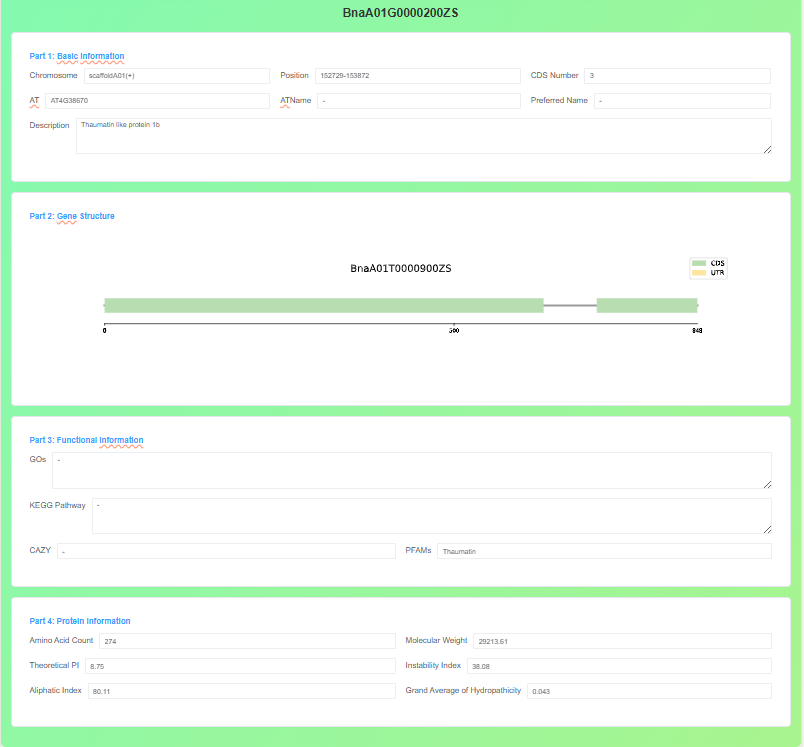 BnaA01G0000200ZS
Part 1: Basic Information
Chromosome scaffoldA01(+) Position 152729-153872 CDS Number 3
AT AT4G38670 ATName - Preferred Name -
Description Thaumatin like protein 1b
Part 2: Gene Structure
BnaA01T0000900ZS
CDS
UTR
0 500 848
Part 3: Functional Information
GOs -
KEGG Pathway -
CAZY - PFAMs Thaumatin
Part 4: Protein Information
Amino Acid Count 274 Molecular Weight 29213.61
Theoretical PI 8.75 Instability Index 38.08
Aliphatic Index 80.11 Grand Average of Hydropathicity 0.043